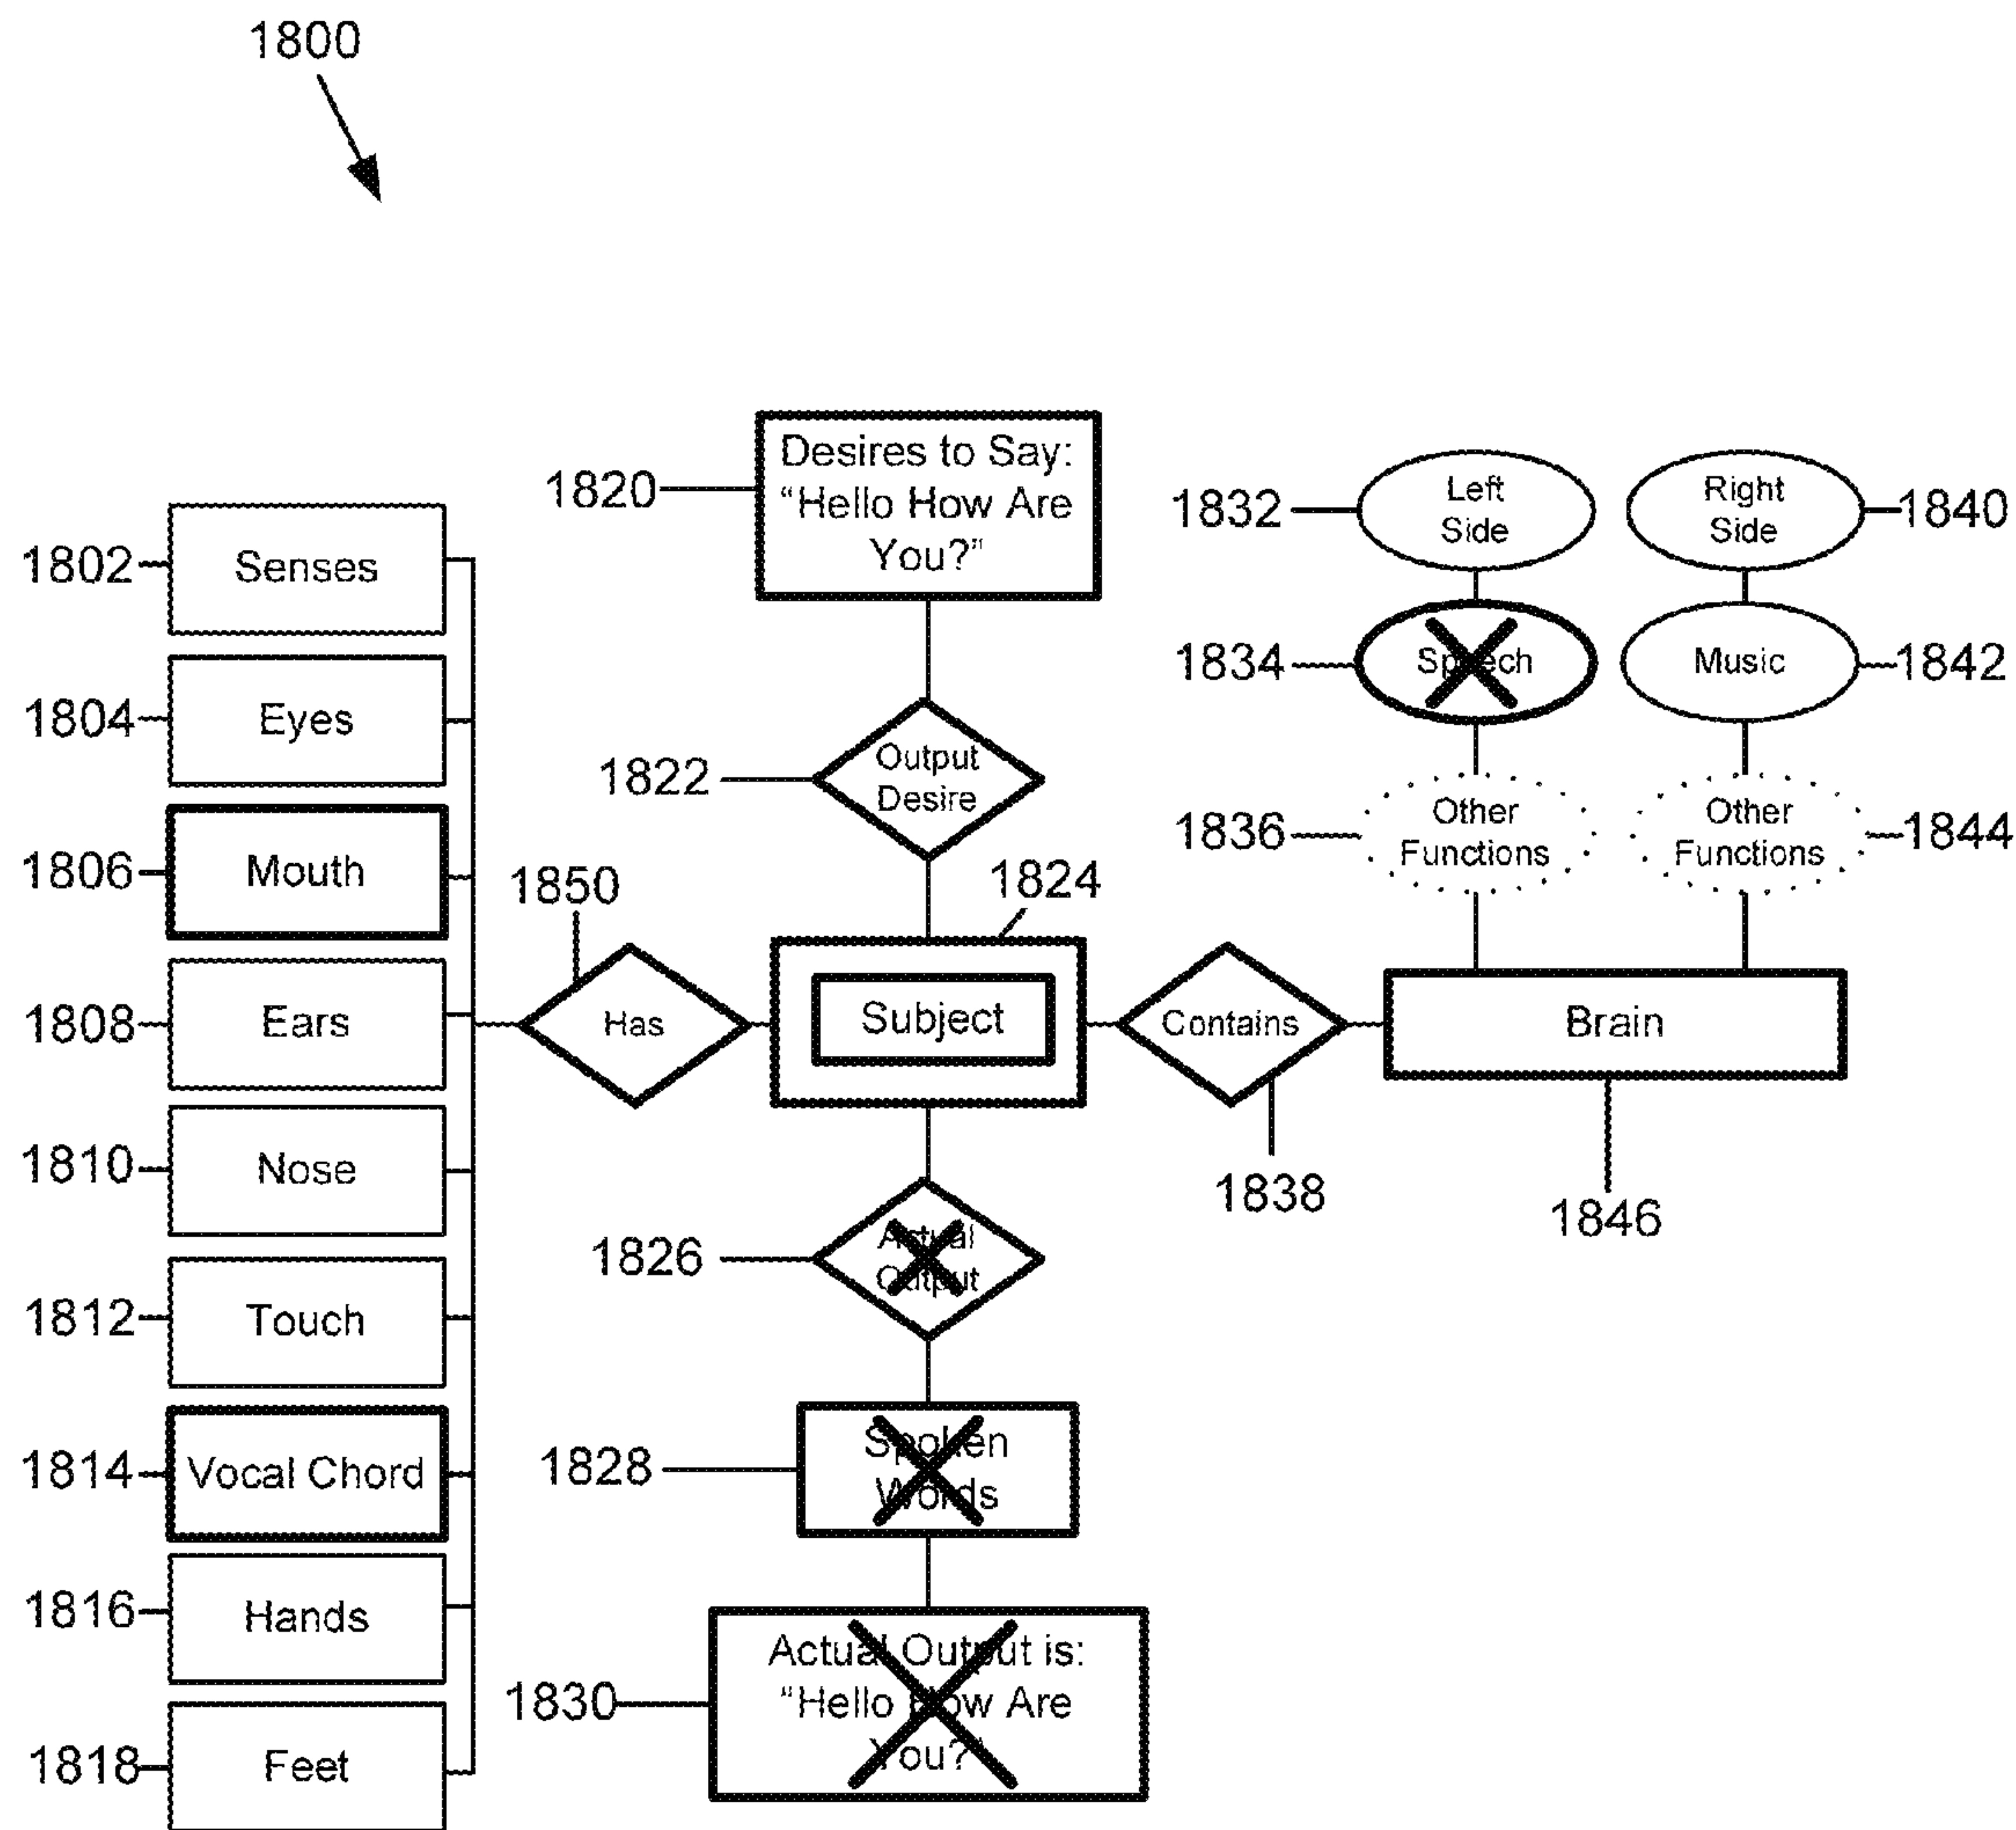 1800
1802
Senses
1804
Eyes
1806
Mouth
1808
Ears
1810
Nose
1812
Touch
1814
Vocal Chord
1816
Hands
1818
Feet
1850
Has
1820
Desires to Say:
“Hello How Are
You?”
1822
Output
Desire
1824
Subject
1826
Actual
Output
1828
Spoken
Words
1830
Actual Output is:
“Hello How Are
You?”
Contains
1838
1832
Left
Side
1834
Speech
1836
Other
Functions
Right
Side
1840
Music
1842
Other
Functions
1844
Brain
1846